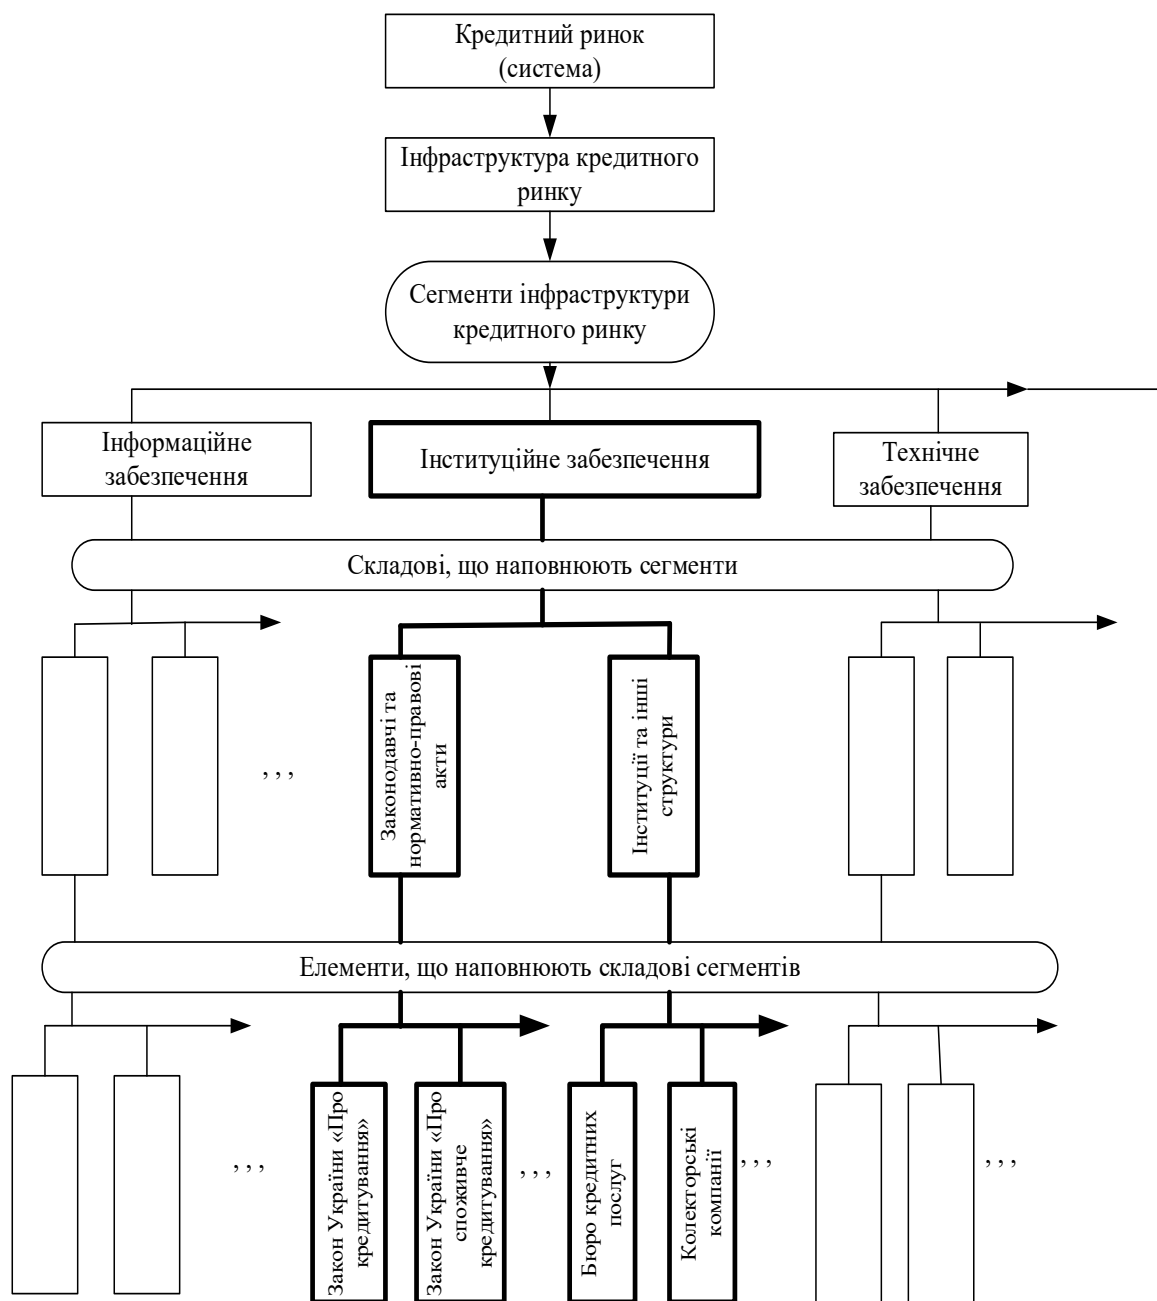 Кредитний ринок
(система)
Інфраструктура кредитного
ринку
Сегменти інфраструктури
кредитного ринку
Інформаційне
забезпечення
Інституційне забезпечення
Технічне
забезпечення
Складові, що наповнюють сегменти
Законодавчі та
нормативно-правові
акти
Інституції та інші
структури
, , ,
Елементи, що наповнюють складові сегментів
Закон України «Про
кредитування»
Закон України «Про
споживче
кредитування»
Бюро кредитних
послуг
Колекторські
компанії
, , ,
, , ,
, , ,
, , ,